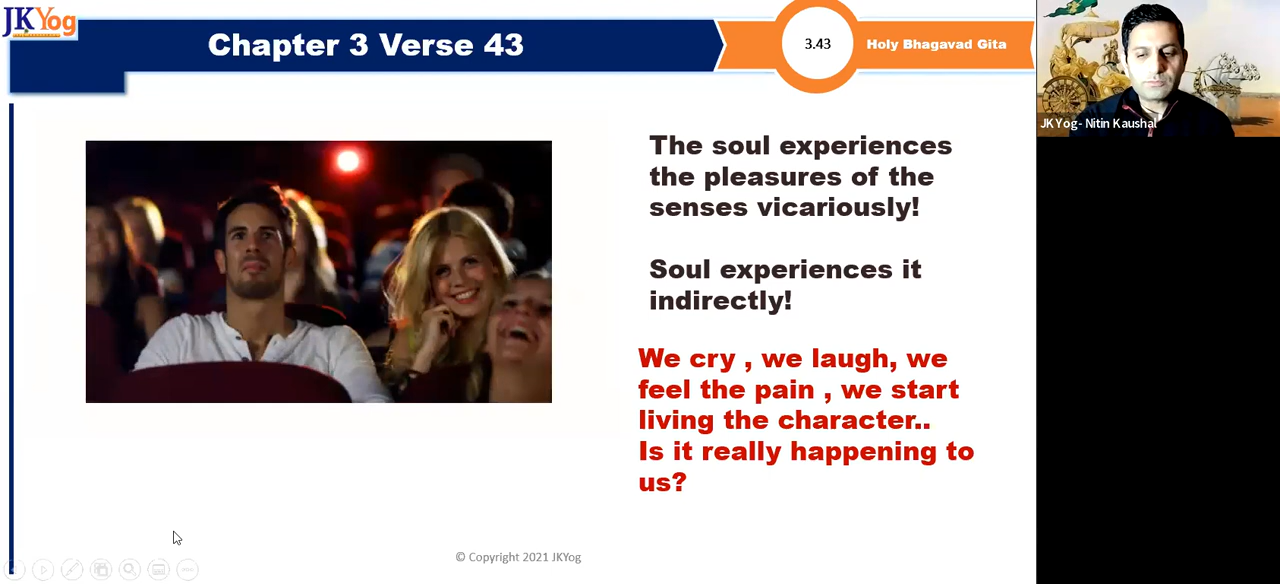 JKYog
Chapter 3 Verse 43
3.43
Holy Bhagavad Gita
JKYog- Nitin Kaushal
The soul experiences
the pleasures of the
senses vicariously!
Soul experiences it
indirectly!
We cry , we laugh, we
feel the pain , we start
living the character..
Is it really happening to
us?
© Copyright 2021 JKYog